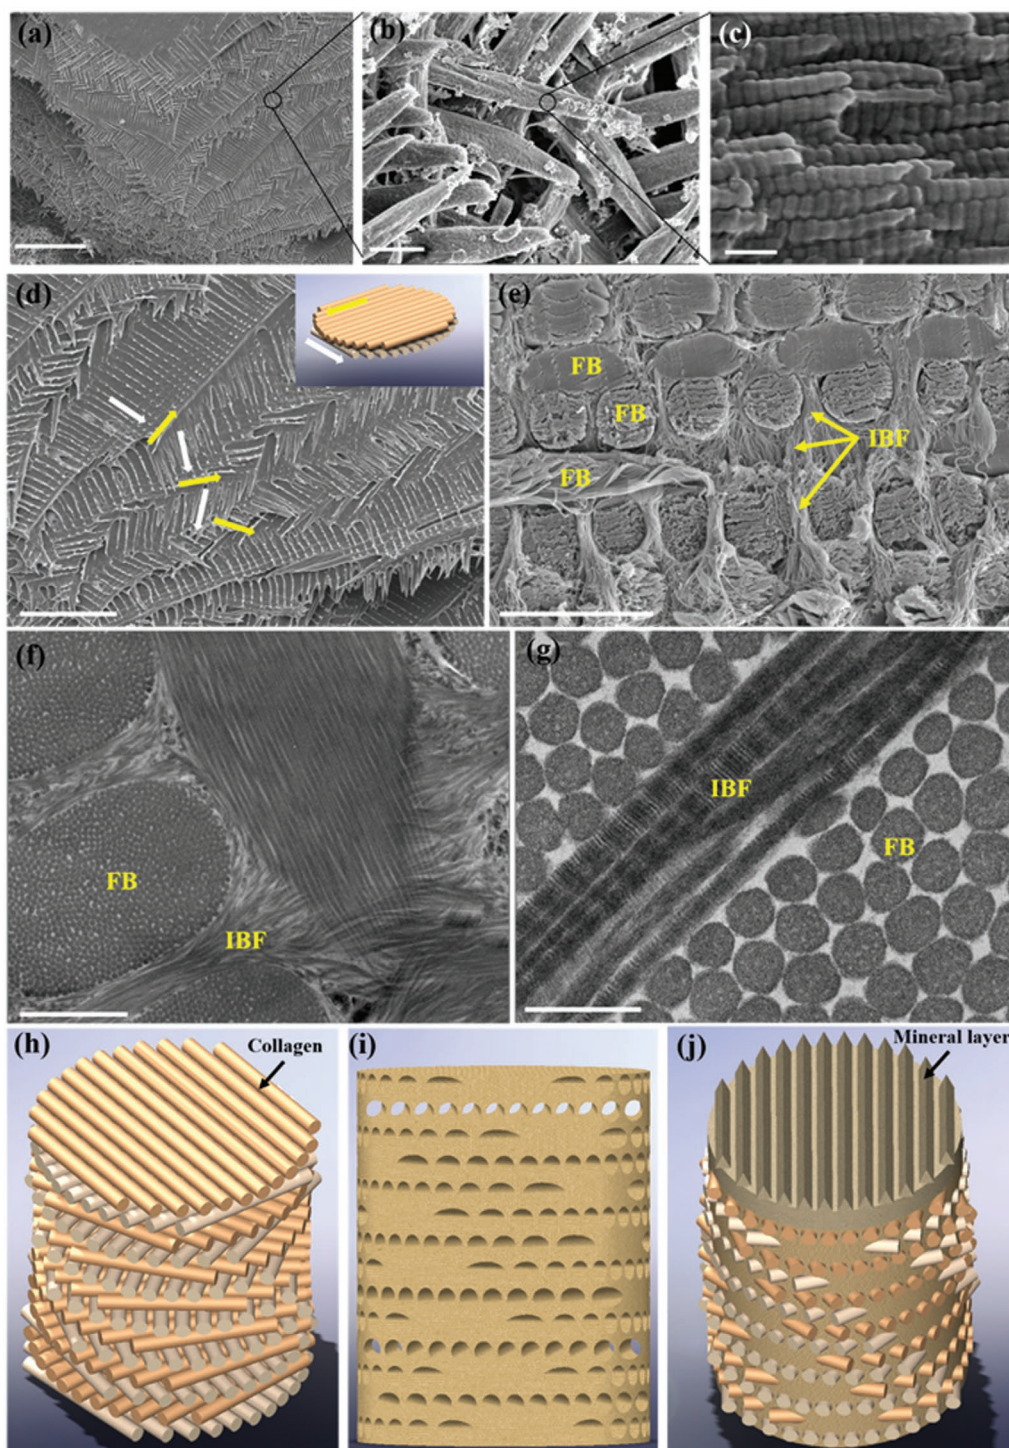 (a)
(b)
(c)
(d)
(e)
FB
FB
IBF
FB
(f)
(g)
IBF
FB
FB
IBF
(h)
Collagen
(i)
(j)
Mineral layer